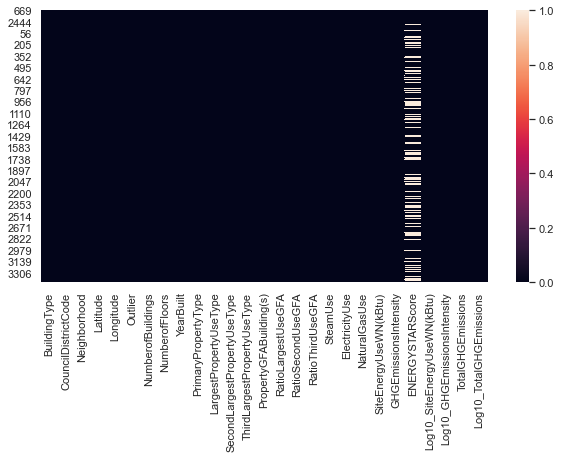 669
2444
56
205
352
495
642
797
956
1110
1264
1429
1583
1738
1897
2047
2200
2353
2514
2671
2822
2979
3139
3306
1.0
0.8
0.6
0.4
0.2
0.0
BuildingType
CouncilDistrictCode
Neighborhood
Latitude
Longitude
Outlier
NumberofBuildings
NumberofFloors
YearBuilt
PrimaryPropertyType
LargestPropertyUseType
SecondLargestPropertyUseType
ThirdLargestPropertyUseType
PropertyGFABuilding(s)
RatioLargestUseGFA
RatioSecondUseGFA
RatioThirdUseGFA
SteamUse
ElectricityUse
NaturalGasUse
SiteEnergyUseWN(kBtu)
GHGEmissionsIntensity
ENERGYSTARScore
Log10_SiteEnergyUseWN(kBtu)
Log10_GHGEmissionsIntensity
TotalGHGEmissions
Log10_TotalGHGEmissions